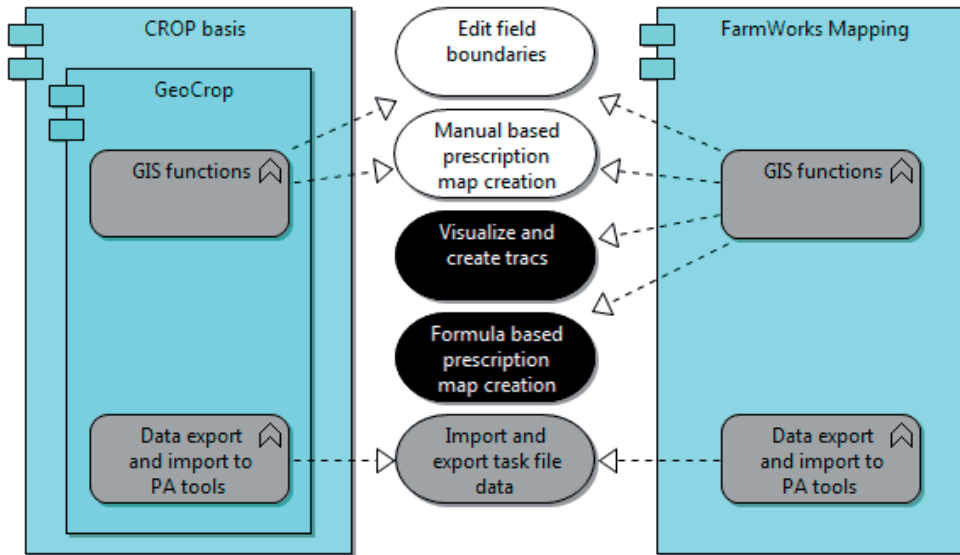 CROP basis
GeoCrop
GIS functions
Data export
and import to
PA tools
Edit field
boundaries
Manual based
prescription
map creation
Visualize and
create tracs
Formula based
prescription
map creation
Import and
export task file
data
FarmWorks Mapping
GIS functions
Data export
and import to
PA tools